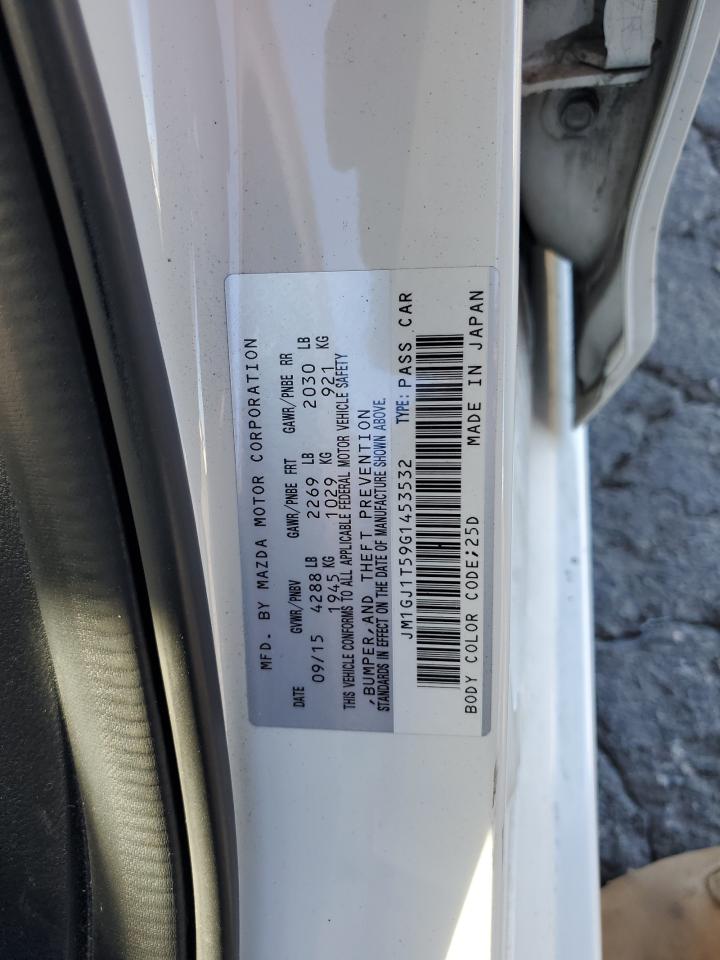 MFD. BY MAZDA MOTOR CORPORATION
DATE GVWR/PNBV GAWR/PNBE FRT GAWR/PNBE RR
09/15 4288 LB 2269 LB 2030 LB
1945 KG 1029 KG 921 KG
THIS VEHICLE CONFORMS TO ALL APPLICABLE FEDERAL MOTOR VEHICLE SAFETY
,BUMPER,AND THEFT PREVENTION
STANDARDS IN EFFECT ON THE DATE OF MANUFACTURE SHOWN ABOVE.
JM1GJ1T59G1453532 TYPE: PASS CAR
BODY COLOR CODE;25D MADE IN JAPAN